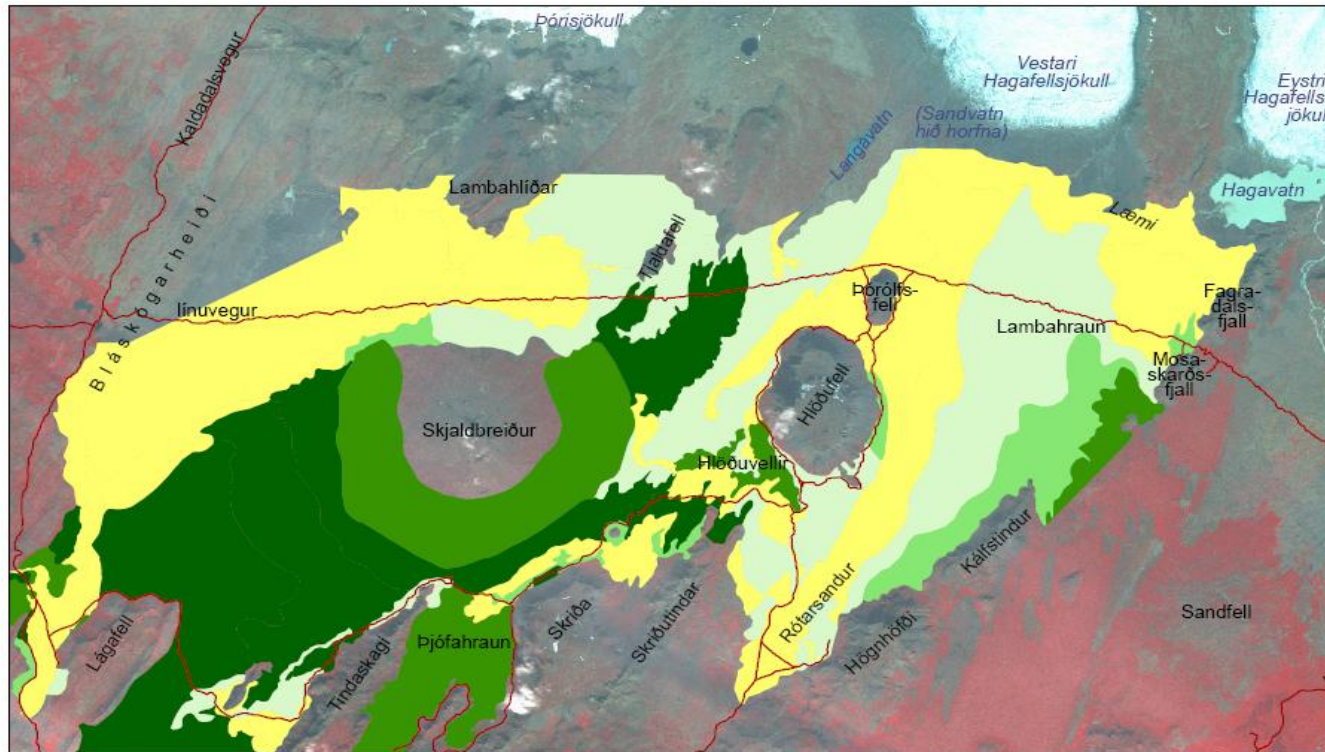 Þórisjökull
Kaldadalsvegur
Vestari
Hagafellsjökull
Eystri
Hagafells-
jökul
(Sandvatn
hið horfna)
Langavatn
Hagavatn
Lambahlíðar
Læmi
Bláskógarheiði
Tjaldafell
línuvegur
Þórólfs-
fell
Fagra-
dals-
fjall
Lambahraun
Mosa-
skarðs-
fjall
Hlöðufell
Skjaldbreiður
Hlöðuvellir
Kálfstindur
Rótarsandur
Sandfell
Skriða
Skriðutindar
Högnhöfði
Þjófahraun
Lágafell
Tindaskagi